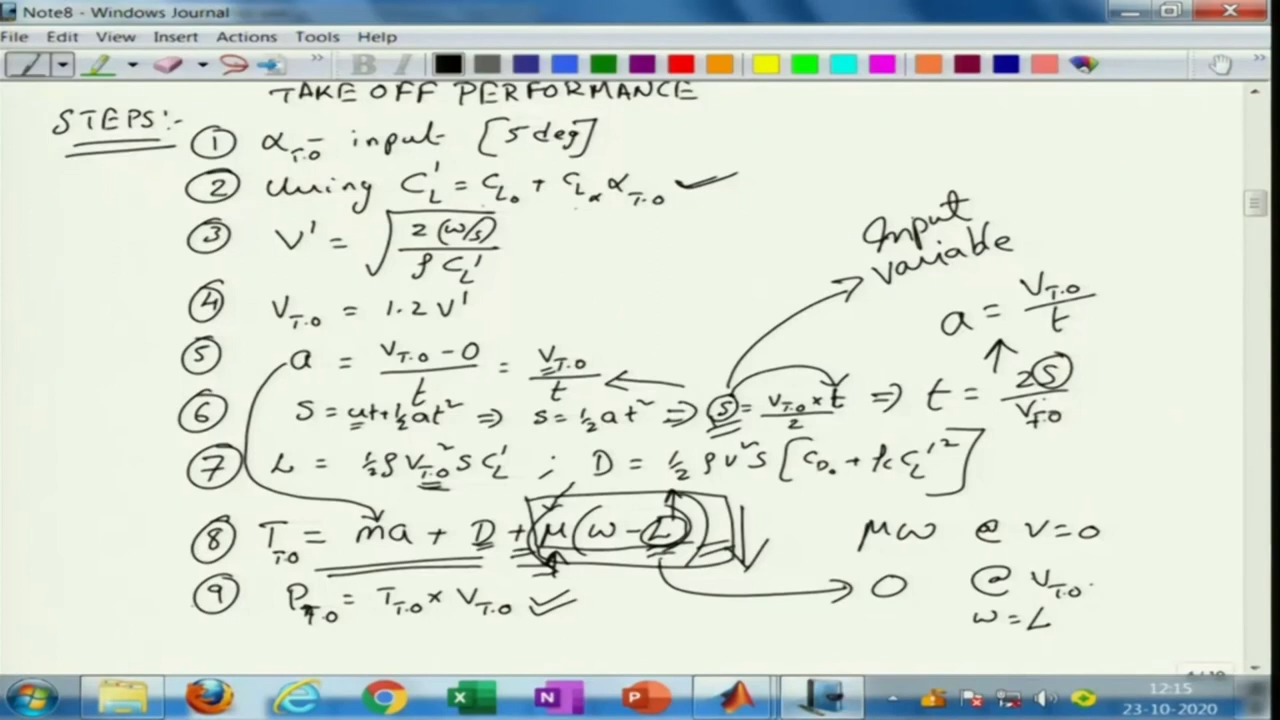 Note8 - Windows Journal
File Edit View Insert Actions Tools Help
B I
TAKE OFF PERFORMANCE
STEPS:-
① α_T.O - input [5 deg]
② Using C_L' = C_L0 + C_Lα α_T.O ✓
③ V' = √(2 (W/S) / ρ C_L')
④ V_T.O = 1.2 V'
Input
variable
a = V_T.O / t
⑤ a = (V_T.O - 0) / t = V_T.O / t
⑥ S = ut + ½at² ⇒ S = ½at² ⇒ S = (V_T.O × t) / 2 ⇒ t = 2S / V_T.O
⑦ L = ½ρV_T.O² S C_L' ; D = ½ρV²S [C_D0 + k C_L'²]
⑧ T_T.O = ma + D + μ(W - L)
μW @ V=0
0 @ V_T.O
W = L
⑨ P_T.O = T_T.O × V_T.O ✓
12:15
23-10-2020